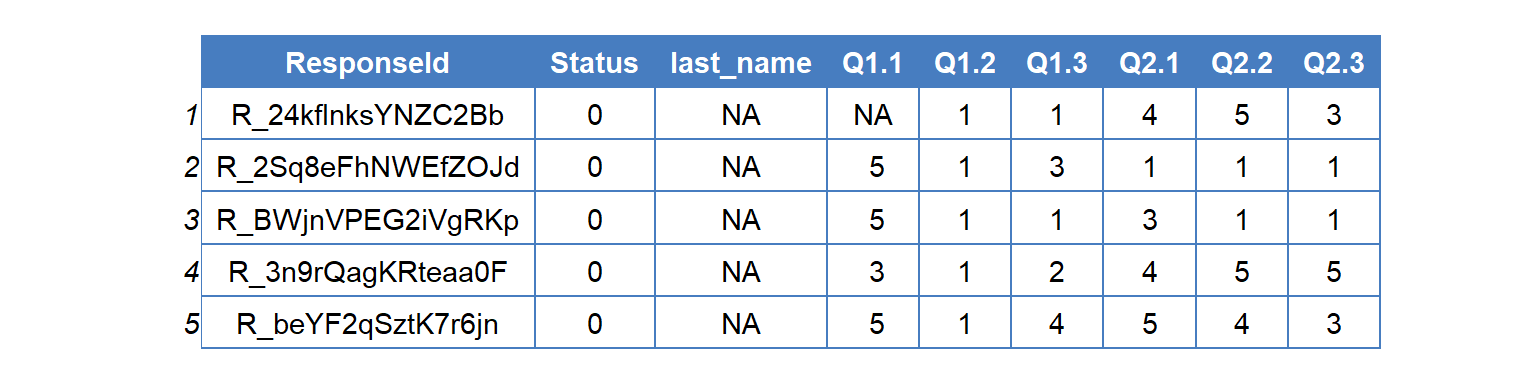 ResponseId Status last_name Q1.1 Q1.2 Q1.3 Q2.1 Q2.2 Q2.3
1 R_24kflnksYNZC2Bb 0 NA NA 1 1 4 5 3
2 R_2Sq8eFhNWEfZOJd 0 NA 5 1 3 1 1 1
3 R_BWjnVPEG2iVgRKp 0 NA 5 1 1 3 1 1
4 R_3n9rQagKRteaa0F 0 NA 3 1 2 4 5 5
5 R_beYF2qSztK7r6jn 0 NA 5 1 4 5 4 3